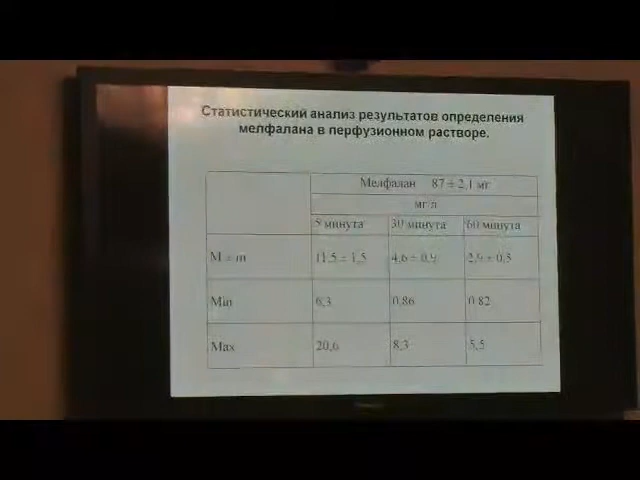 Статистический анализ результатов определения
мелфалана в перфузионном растворе.
Мелфалан 87 ± 2,1 мг
мг/л
5 минута 30 минута 60 минута
M ± m 11,5 ± 1,5 4,6 ± 0,9 2,9 ± 0,5
Min 6,3 0,86 0.82
Max 20,6 8,3 5,5